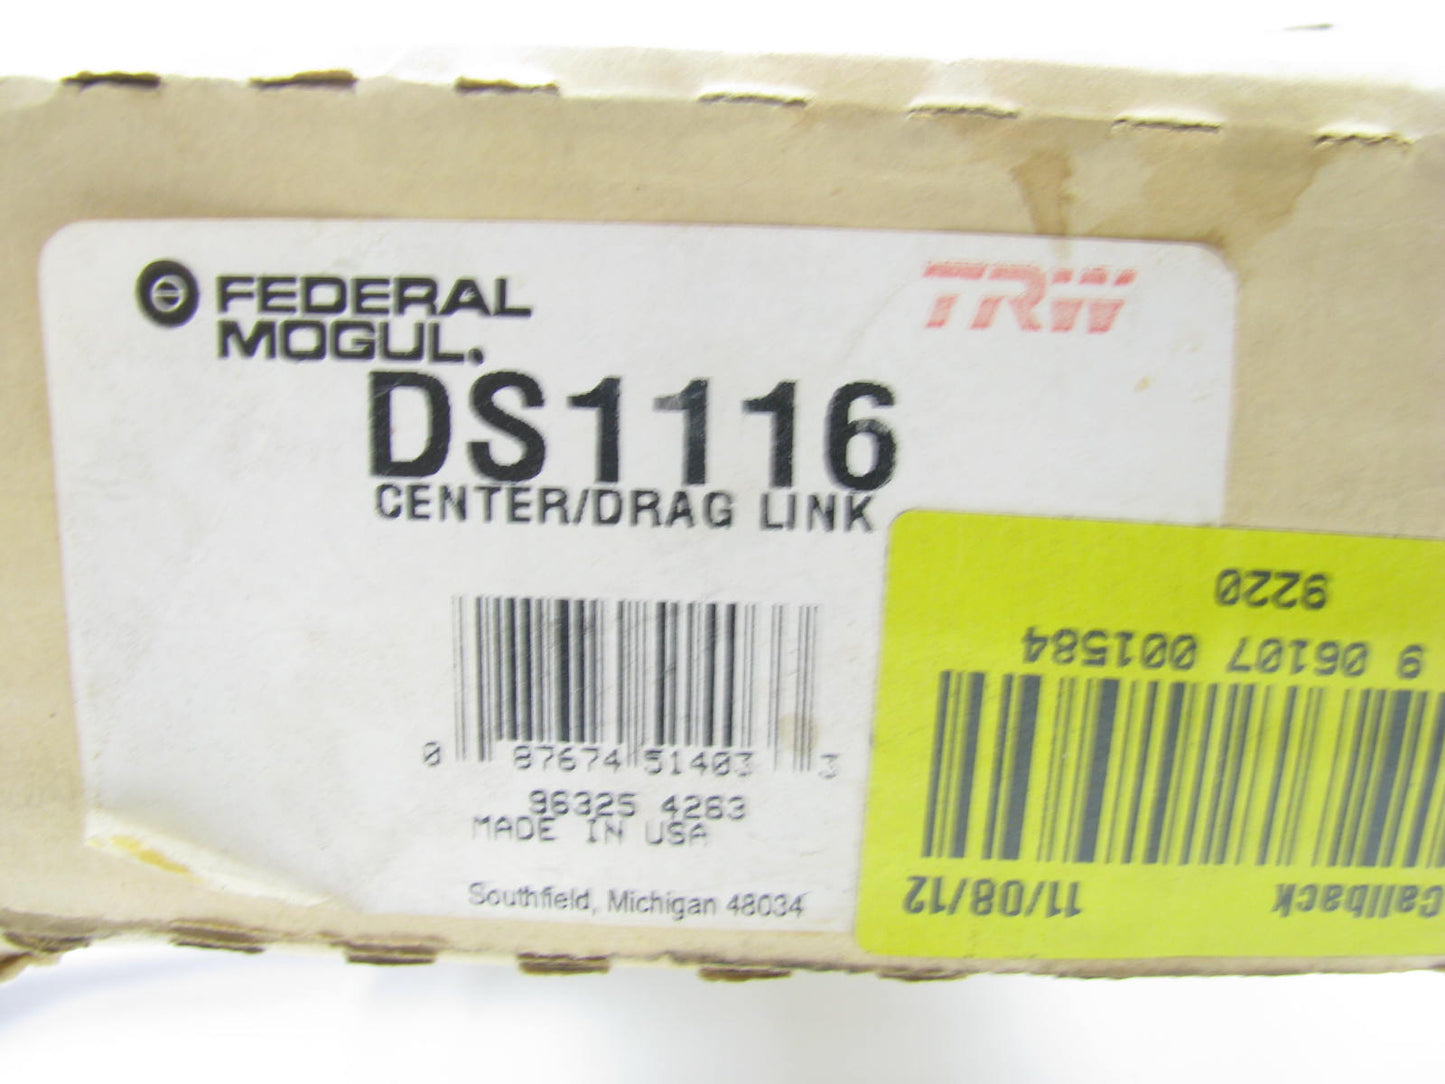 FEDERAL
MOGUL.
TRW
DS1116
CENTER/DRAG LINK
0 87674 51403 3
96325 4263
MADE IN USA
Southfield, Michigan 48034
Callback 11/08/12
9 06107 001584
9220